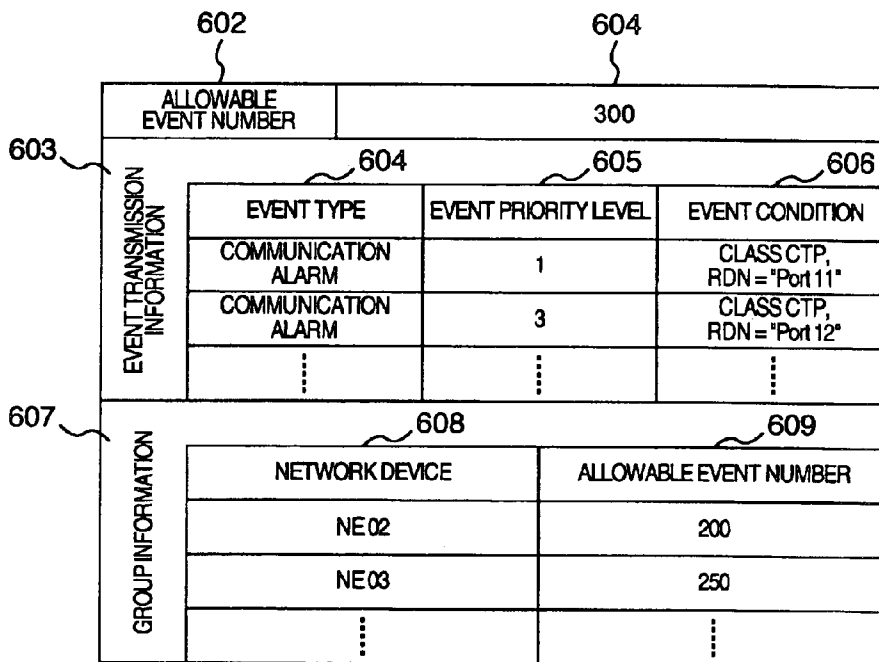 602
604
ALLOWABLE
EVENT NUMBER
300
603
EVENT TRANSMISSION
INFORMATION
604
605
606
EVENT TYPE
EVENT PRIORITY LEVEL
EVENT CONDITION
COMMUNICATION
ALARM
1
CLASS CTP,
RDN = "Port 11"
COMMUNICATION
ALARM
3
CLASS CTP,
RDN = "Port 12"
607
GROUP INFORMATION
608
609
NETWORK DEVICE
ALLOWABLE EVENT NUMBER
NE 02
200
NE 03
250